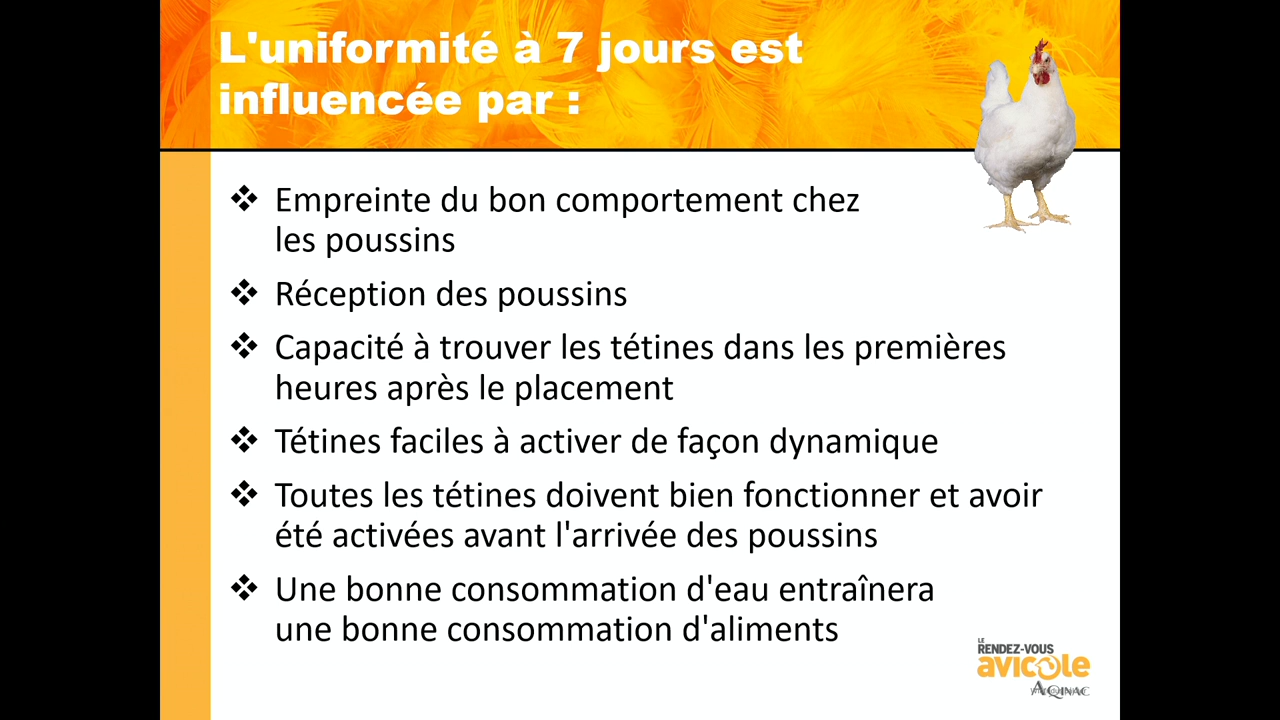 L'uniformité à 7 jours est
influencée par :
❖ Empreinte du bon comportement chez
les poussins
❖ Réception des poussins
❖ Capacité à trouver les tétines dans les premières
heures après le placement
❖ Tétines faciles à activer de façon dynamique
❖ Toutes les tétines doivent bien fonctionner et avoir
été activées avant l'arrivée des poussins
❖ Une bonne consommation d'eau entraînera
une bonne consommation d'aliments
LE
RENDEZ-VOUS
avicole
AQINAC